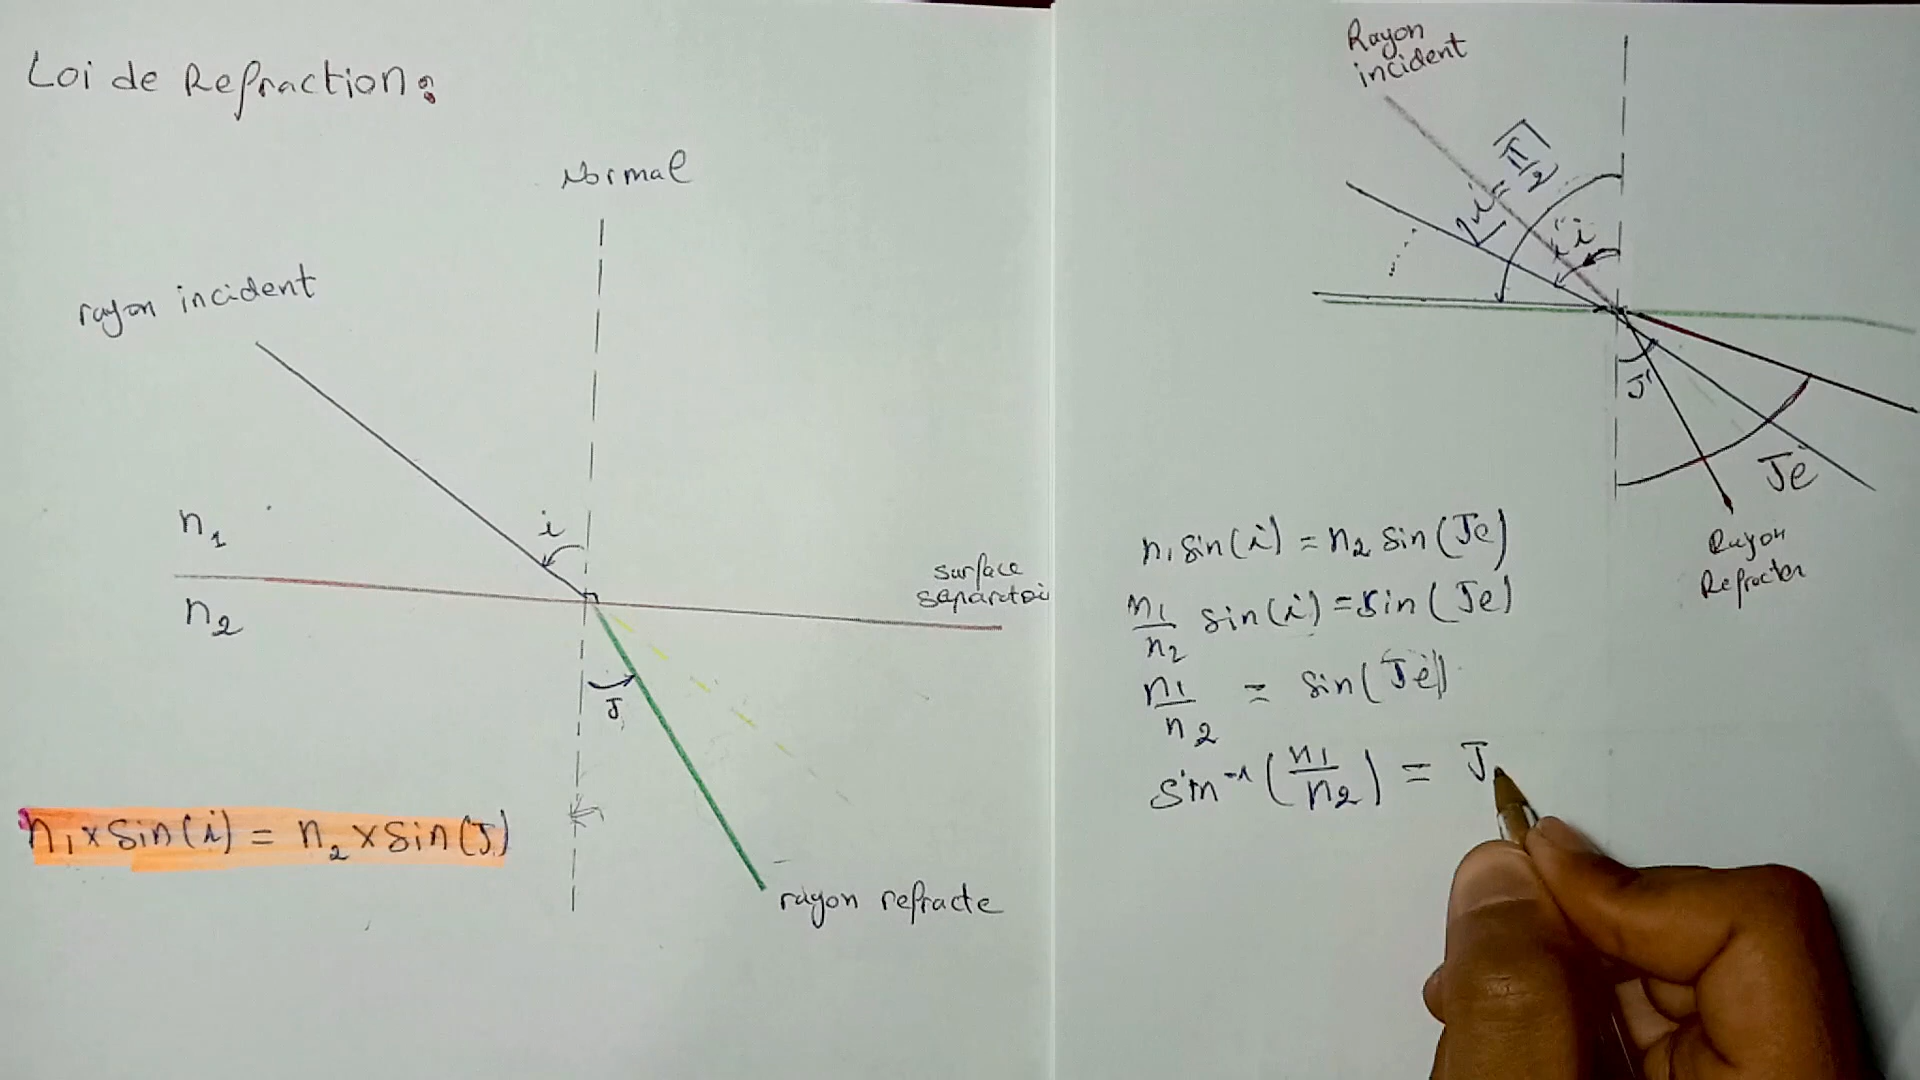 Loi de Refraction:
Normal
rayon incident
n1
i
n2
surface
separatoi
J
n1 x sin(i) = n2 x sin(J)
rayon refracte
Rayon
incident
i = π/2
i
J'
Je
Rayon
Refracter
n1 sin(i) = n2 sin(Je)
n1/n2 sin(i) = sin(Je)
n1/n2 = sin(Je)
sin-1(n1/n2) = J